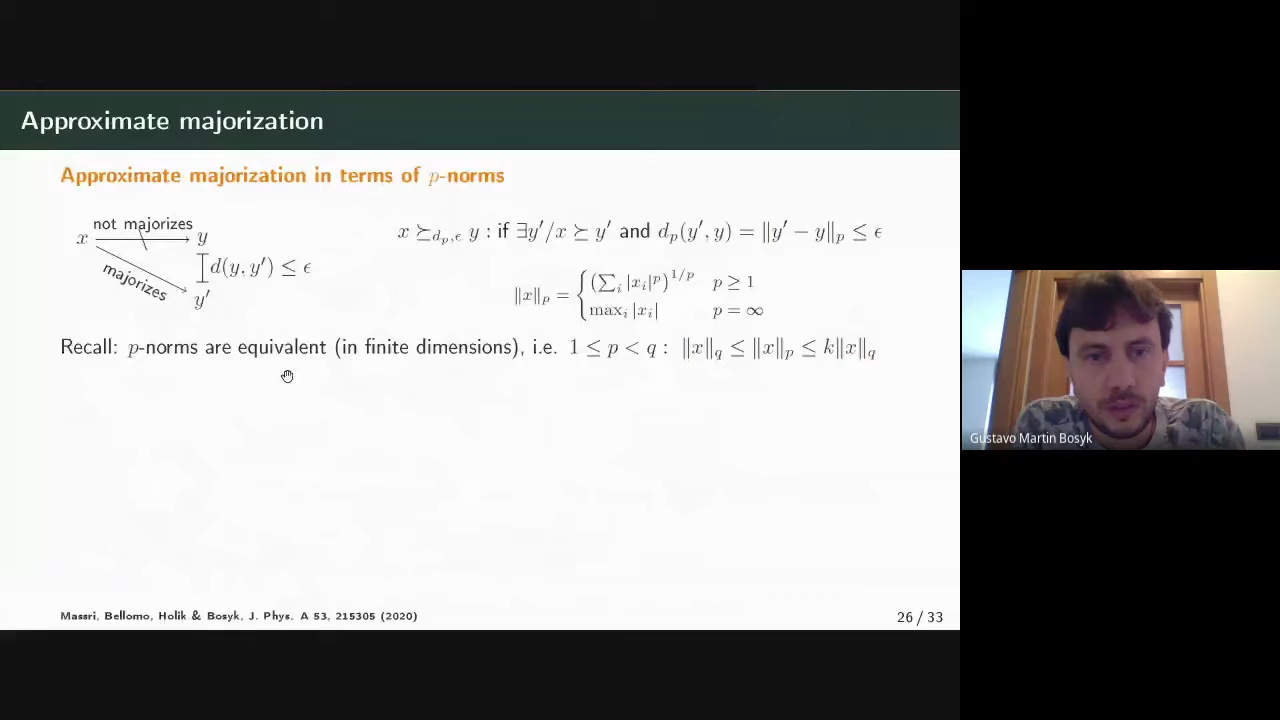 Approximate majorization
Approximate majorization in terms of p-norms
not majorizes
x y
d(y, y′) ≤ ϵ
majorizes
y′
x ⪰_{d_p,ϵ} y : if ∃y′/x ⪰ y′ and d_p(y′, y) = ‖y′ − y‖_p ≤ ϵ
‖x‖_p = { (∑_i |x_i|^p)^{1/p} p ≥ 1
max_i |x_i| p = ∞
Recall: p-norms are equivalent (in finite dimensions), i.e. 1 ≤ p < q : ‖x‖_q ≤ ‖x‖_p ≤ k‖x‖_q
Gustavo Martin Bosyk
Massri, Bellomo, Holik & Bosyk, J. Phys. A 53, 215305 (2020)
26 / 33